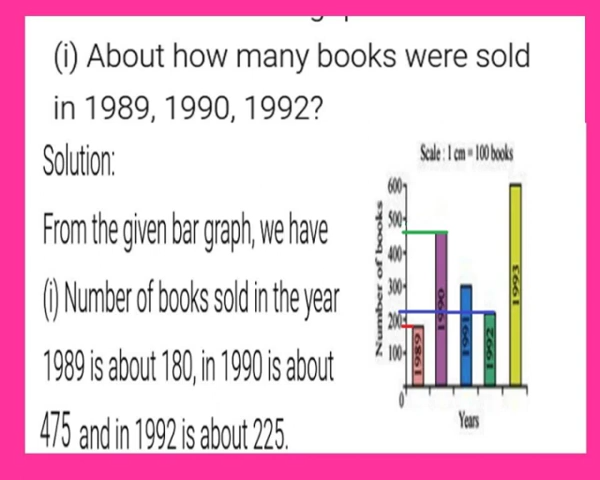 (i) About how many books were sold
in 1989, 1990, 1992?
Solution:
From the given bar graph, we have
(i) Number of books sold in the year
1989 is about 180, in 1990 is about
475 and in 1992 is about 225.
Scale : 1 cm = 100 books
Number of books
600
500
400
300
200
100
0
1989
1990
1991
1992
1993
Years